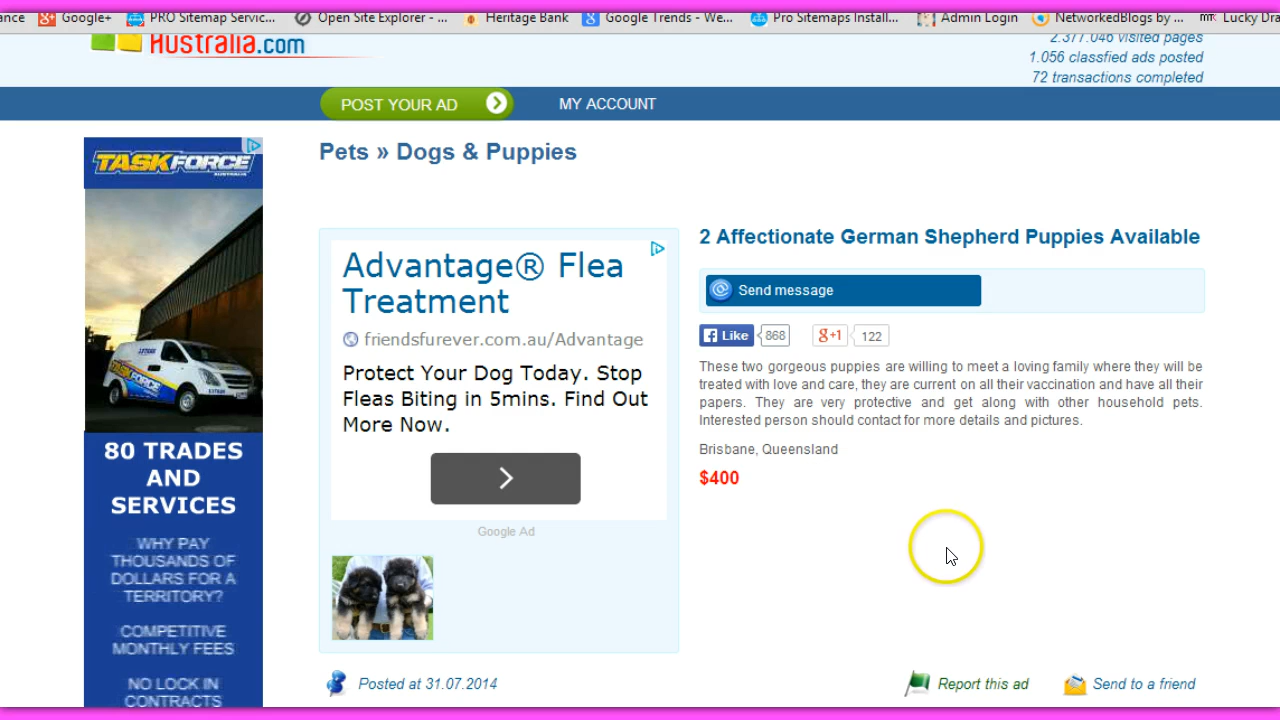 ance
Google+
PRO Sitemap Servic...
Open Site Explorer - ...
Heritage Bank
Google Trends - We...
Pro Sitemaps Install...
Admin Login
NetworkedBlogs by ...
Lucky Dra
Australia.com
2.377.046 visited pages
1.056 classfied ads posted
72 transactions completed
POST YOUR AD
MY ACCOUNT
Pets » Dogs & Puppies
TASKFORCE
AUSTRALIA
TASKFORCE
80 TRADES
AND
SERVICES
WHY PAY
THOUSANDS OF
DOLLARS FOR A
TERRITORY?
COMPETITIVE
MONTHLY FEES
NO LOCK IN
CONTRACTS
Advantage® Flea
Treatment
friendsfurever.com.au/Advantage
Protect Your Dog Today. Stop
Fleas Biting in 5mins. Find Out
More Now.
Google Ad
2 Affectionate German Shepherd Puppies Available
Send message
Like 868 g+1 122
These two gorgeous puppies are willing to meet a loving family where they will be
treated with love and care, they are current on all their vaccination and have all their
papers. They are very protective and get along with other household pets.
Interested person should contact for more details and pictures.
Brisbane, Queensland
$400
Posted at 31.07.2014
Report this ad
Send to a friend